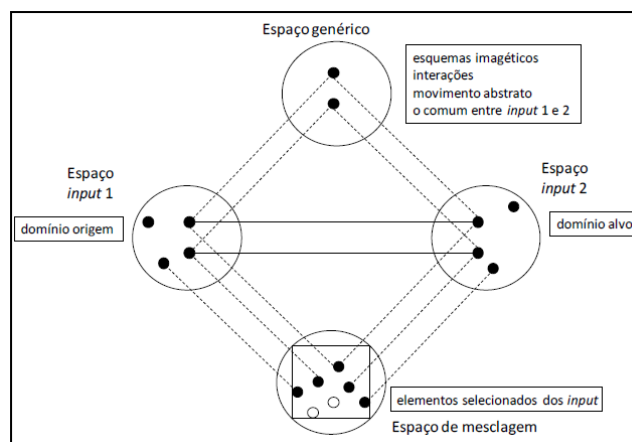 Espaço genérico
esquemas imagéticos
interações
movimento abstrato
o comum entre input 1 e 2
Espaço
input 1
Espaço
input 2
domínio origem
domínio alvo
elementos selecionados dos input
Espaço de mesclagem